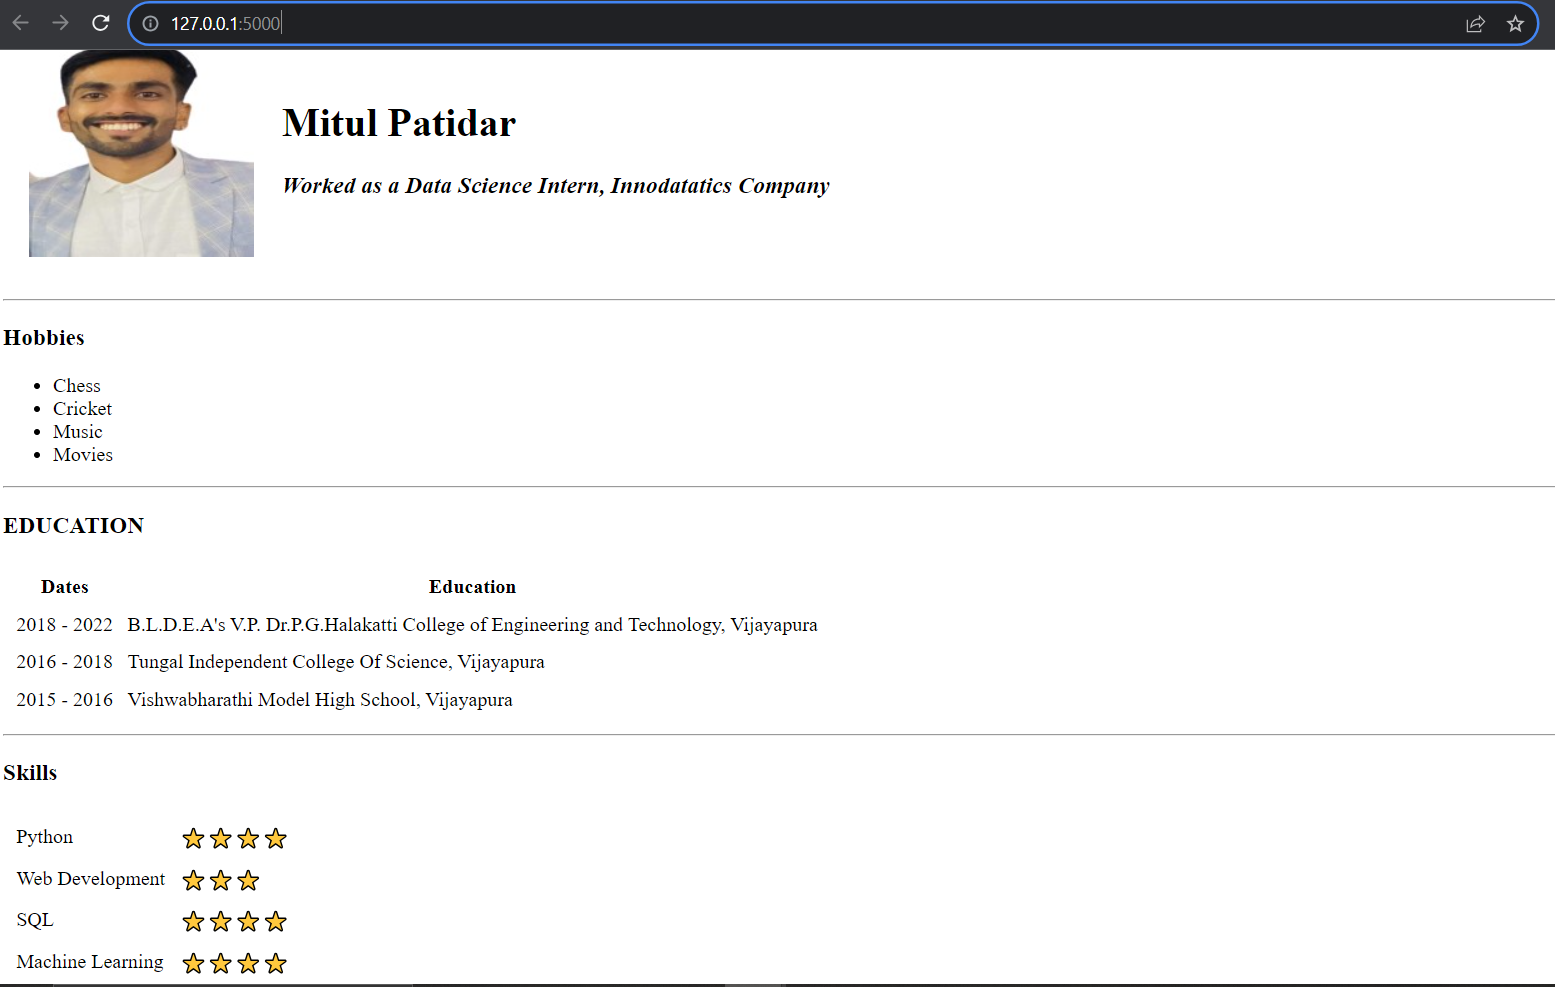 127.0.0.1:5000
Mitul Patidar
Worked as a Data Science Intern, Innodatatics Company
Hobbies
Chess
Cricket
Music
Movies
EDUCATION
Dates Education
2018 - 2022 B.L.D.E.A's V.P. Dr.P.G.Halakatti College of Engineering and Technology, Vijayapura
2016 - 2018 Tungal Independent College Of Science, Vijayapura
2015 - 2016 Vishwabharathi Model High School, Vijayapura
Skills
Python
Web Development
SQL
Machine Learning